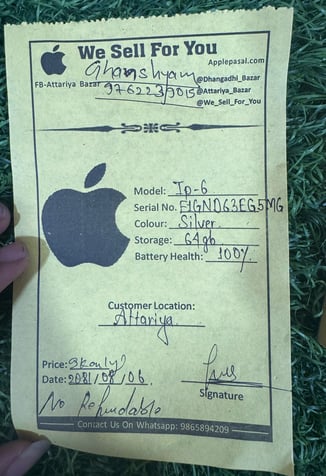 We Sell For You
Applepasal.com
Ghanshyam
@Dhangadhi_Bazar
FB-Attariya Bazar
@Attariya_Bazar
@We_Sell_For_You
Model: Ip-6
Serial No. F1GND63EG5MG
Colour: Silver
Storage: 64gb
Battery Health: 100%
Customer Location:
Attariya
Price: 9konly/
Date: 2081/08/06
Signature
No Refundable
Contact Us On Whatsapp: 9865894209